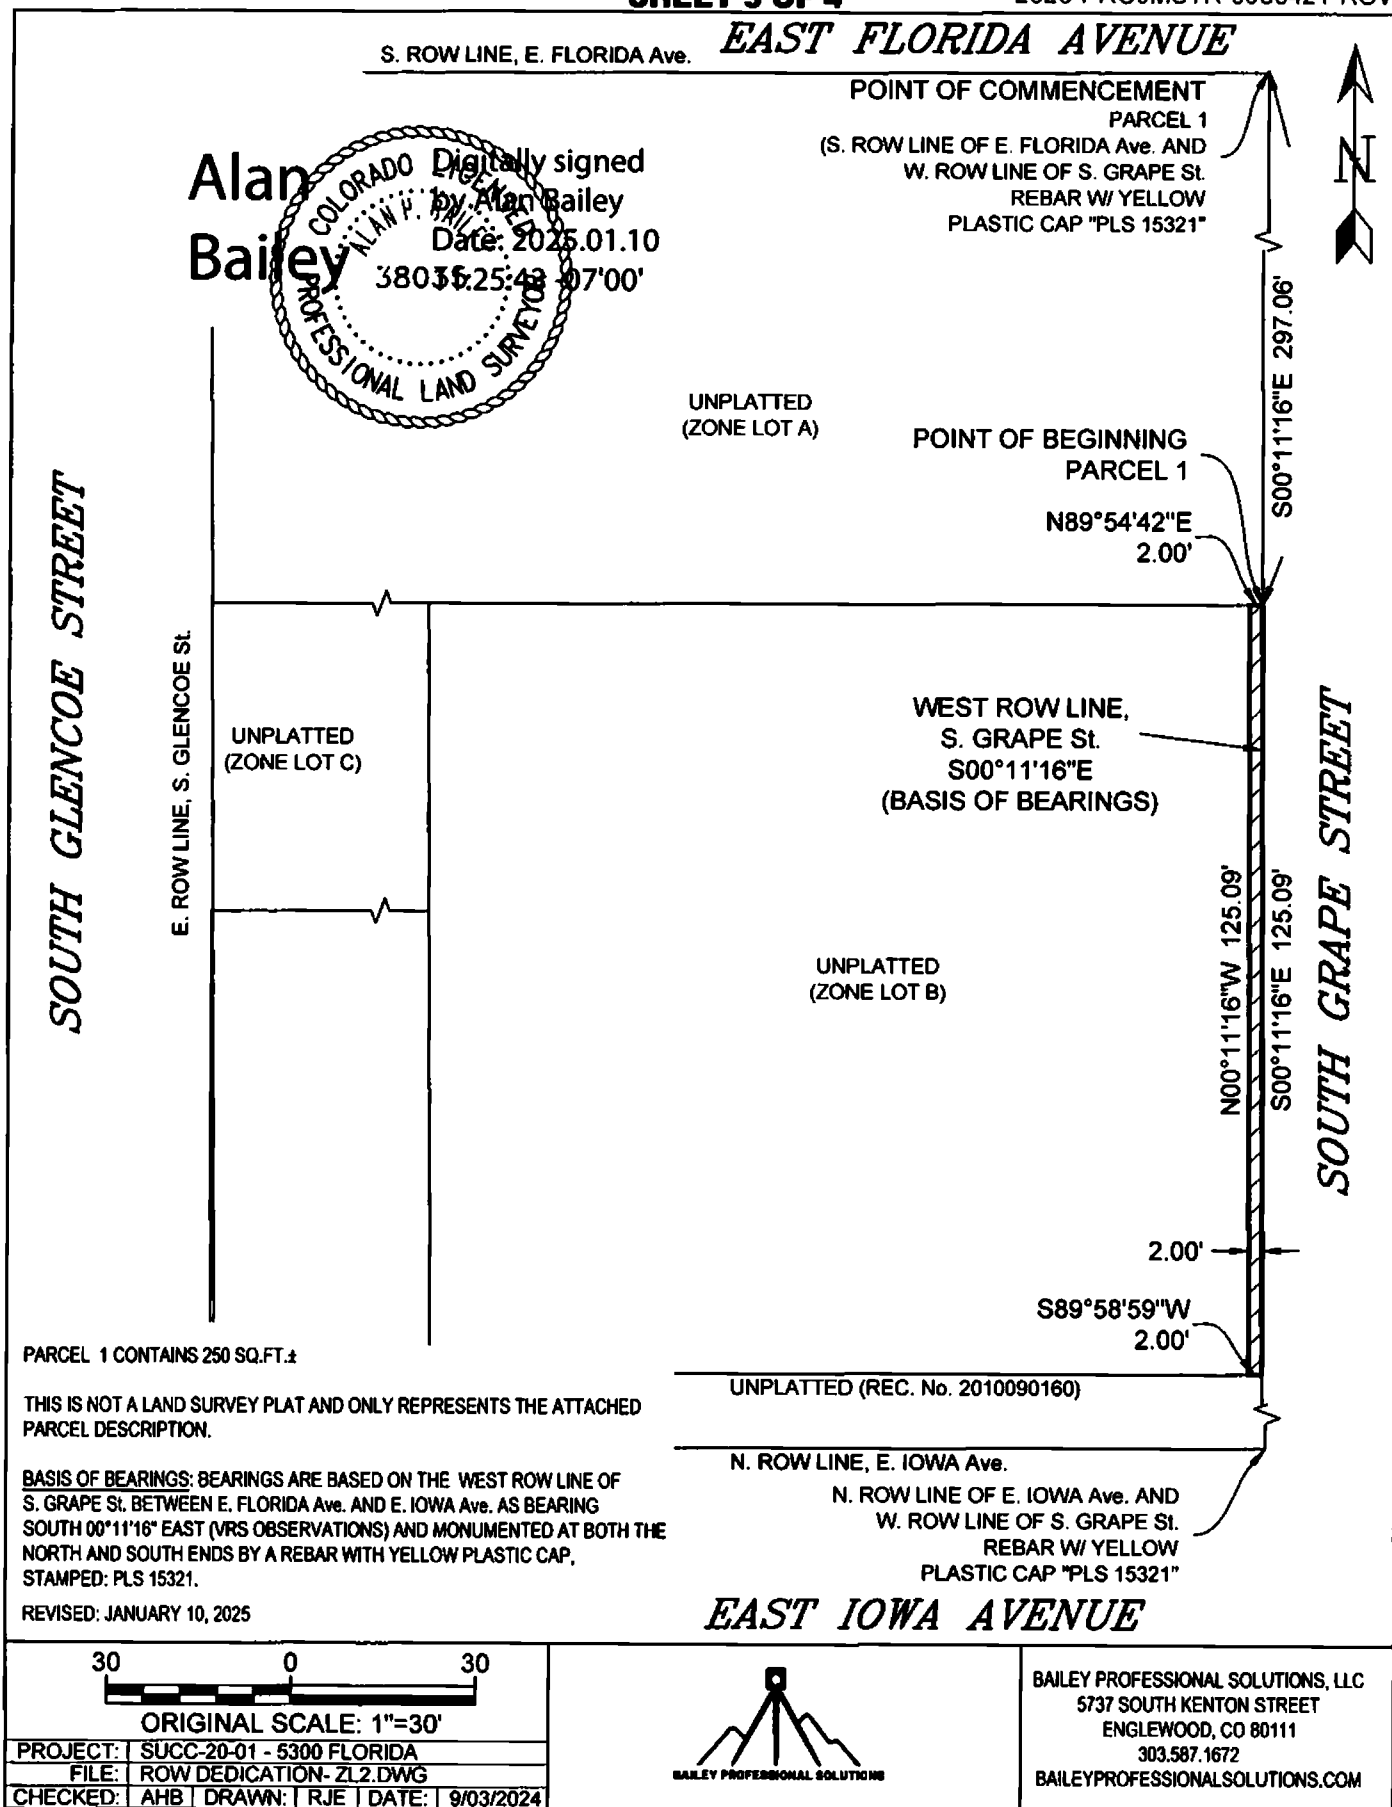 EAST FLORIDA AVENUE
S. ROW LINE, E. FLORIDA Ave.
POINT OF COMMENCEMENT
PARCEL 1
(S. ROW LINE OF E. FLORIDA Ave. AND
W. ROW LINE OF S. GRAPE St.
REBAR W/ YELLOW
PLASTIC CAP "PLS 15321"
N
Alan
Bailey
Digitally signed
by Alan Bailey
Date: 2025.01.10
07'00'
COLORADO LICENSED
PROFESSIONAL LAND SURVEYOR
S00°11'16"E 297.06'
UNPLATTED
(ZONE LOT A)
POINT OF BEGINNING
PARCEL 1
N89°54'42"E
2.00'
SOUTH GLENCOE STREET
E. ROW LINE, S. GLENCOE St.
UNPLATTED
(ZONE LOT C)
WEST ROW LINE,
S. GRAPE St.
S00°11'16"E
(BASIS OF BEARINGS)
UNPLATTED
(ZONE LOT B)
N00°11'16"W 125.09'
S00°11'16"E 125.09'
SOUTH GRAPE STREET
2.00'
S89°58'59"W
2.00'
PARCEL 1 CONTAINS 250 SQ.FT.±
THIS IS NOT A LAND SURVEY PLAT AND ONLY REPRESENTS THE ATTACHED
PARCEL DESCRIPTION.
BASIS OF BEARINGS: BEARINGS ARE BASED ON THE WEST ROW LINE OF
S. GRAPE St. BETWEEN E. FLORIDA Ave. AND E. IOWA Ave. AS BEARING
SOUTH 00°11'16" EAST (VRS OBSERVATIONS) AND MONUMENTED AT BOTH THE
NORTH AND SOUTH ENDS BY A REBAR WITH YELLOW PLASTIC CAP,
STAMPED: PLS 15321.
REVISED: JANUARY 10, 2025
UNPLATTED (REC. No. 2010090160)
N. ROW LINE, E. IOWA Ave.
N. ROW LINE OF E. IOWA Ave. AND
W. ROW LINE OF S. GRAPE St.
REBAR W/ YELLOW
PLASTIC CAP "PLS 15321"
EAST IOWA AVENUE
30 0 30
ORIGINAL SCALE: 1"=30'
PROJECT: SUCC-20-01 - 5300 FLORIDA
FILE: ROW DEDICATION- ZL2.DWG
CHECKED: AHB DRAWN: RJE DATE: 9/03/2024
BAILEY PROFESSIONAL SOLUTIONS
BAILEY PROFESSIONAL SOLUTIONS, LLC
5737 SOUTH KENTON STREET
ENGLEWOOD, CO 80111
303.587.1672
BAILEYPROFESSIONALSOLUTIONS.COM